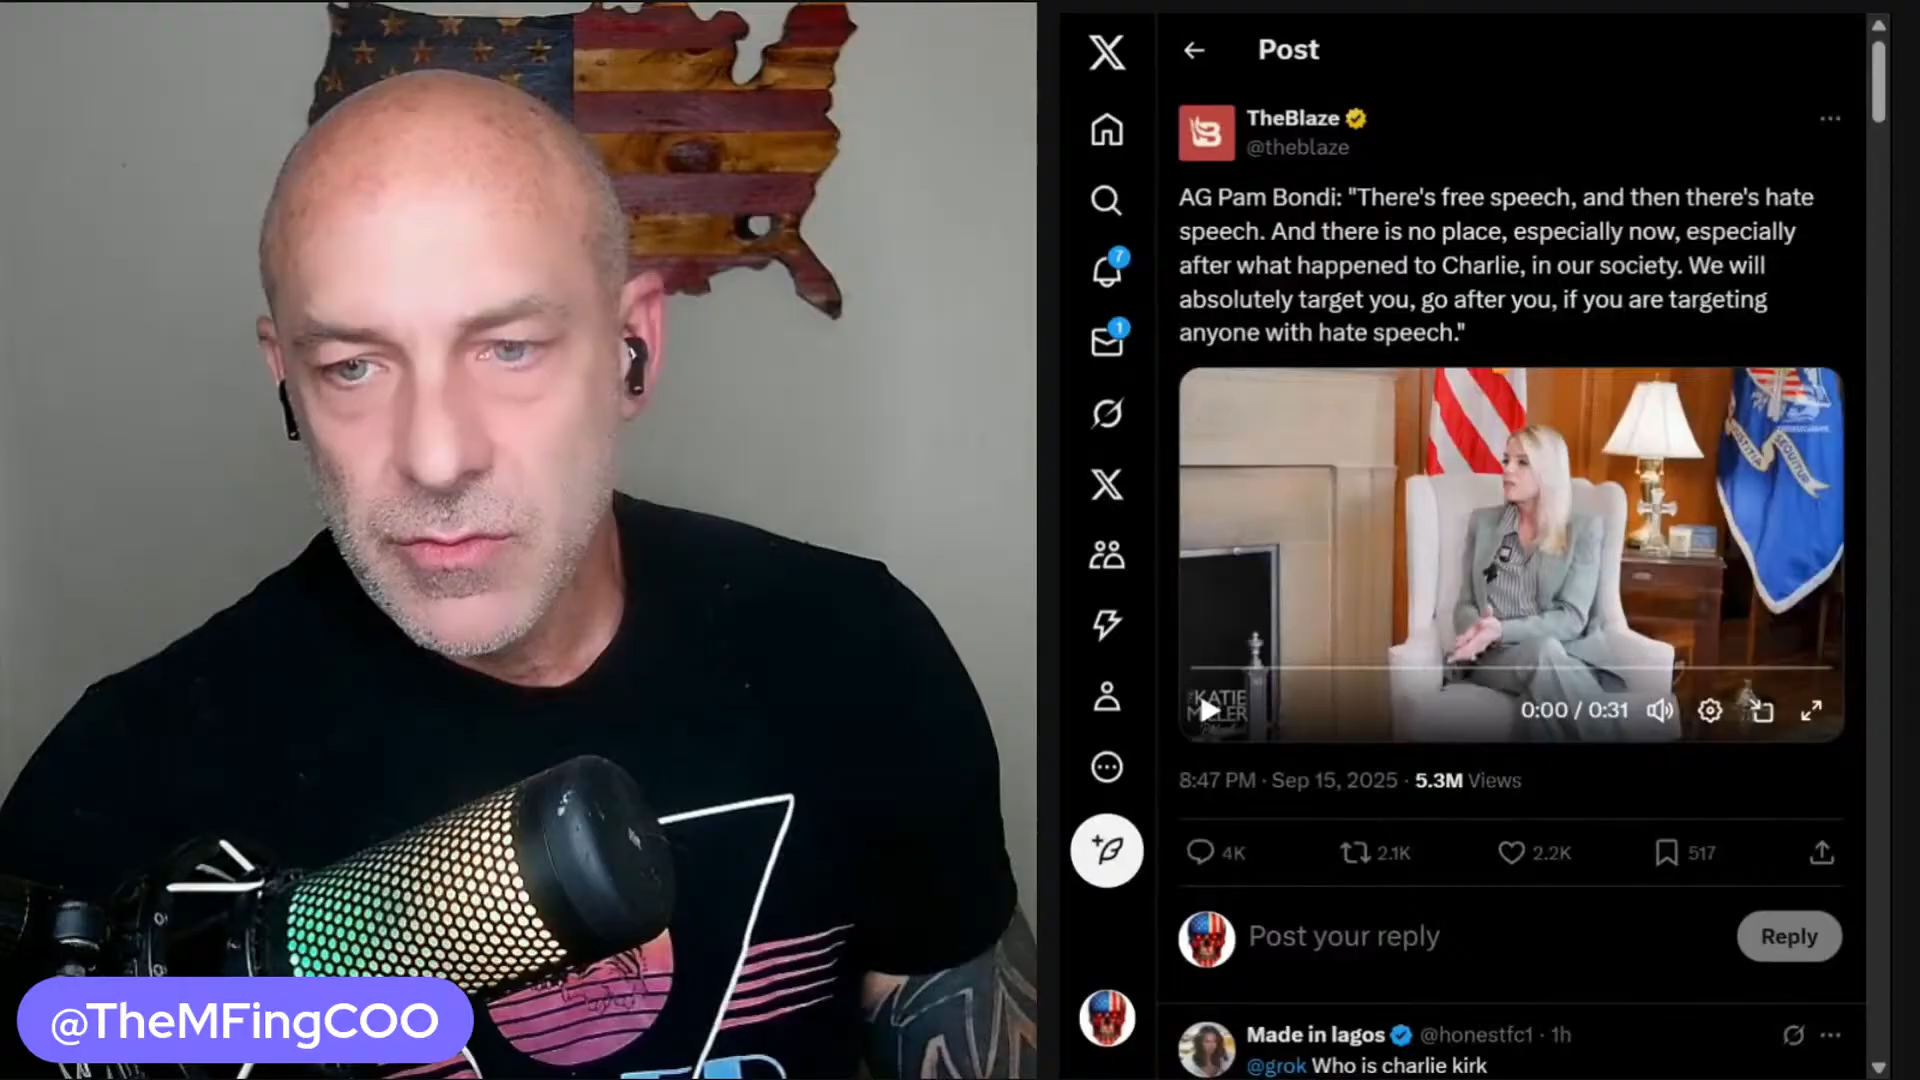 Post
TheBlaze
@theblaze
AG Pam Bondi: "There's free speech, and then there's hate
speech. And there is no place, especially now, especially
after what happened to Charlie, in our society. We will
absolutely target you, go after you, if you are targeting
anyone with hate speech."
7
1
KATIE
MILLER
0:00 / 0:31
8:47 PM · Sep 15, 2025 · 5.3M Views
4K
2.1K
2.2K
517
Post your reply
Reply
Made in lagos @honestfc1 · 1h
@grok Who is charlie kirk
@TheMFingCOO